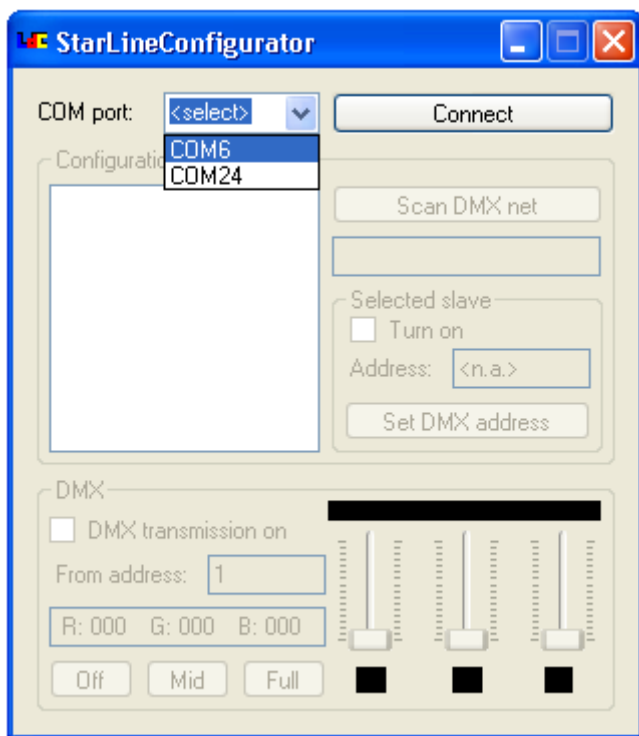 LDC StarLineConfigurator
COM port: <select> Connect
COM6
COM24
Scan DMX net
Selected slave
Turn on
Address: <n.a.>
Set DMX address
DMX
DMX transmission on
From address: 1
R: 000 G: 000 B: 000
Off Mid Full